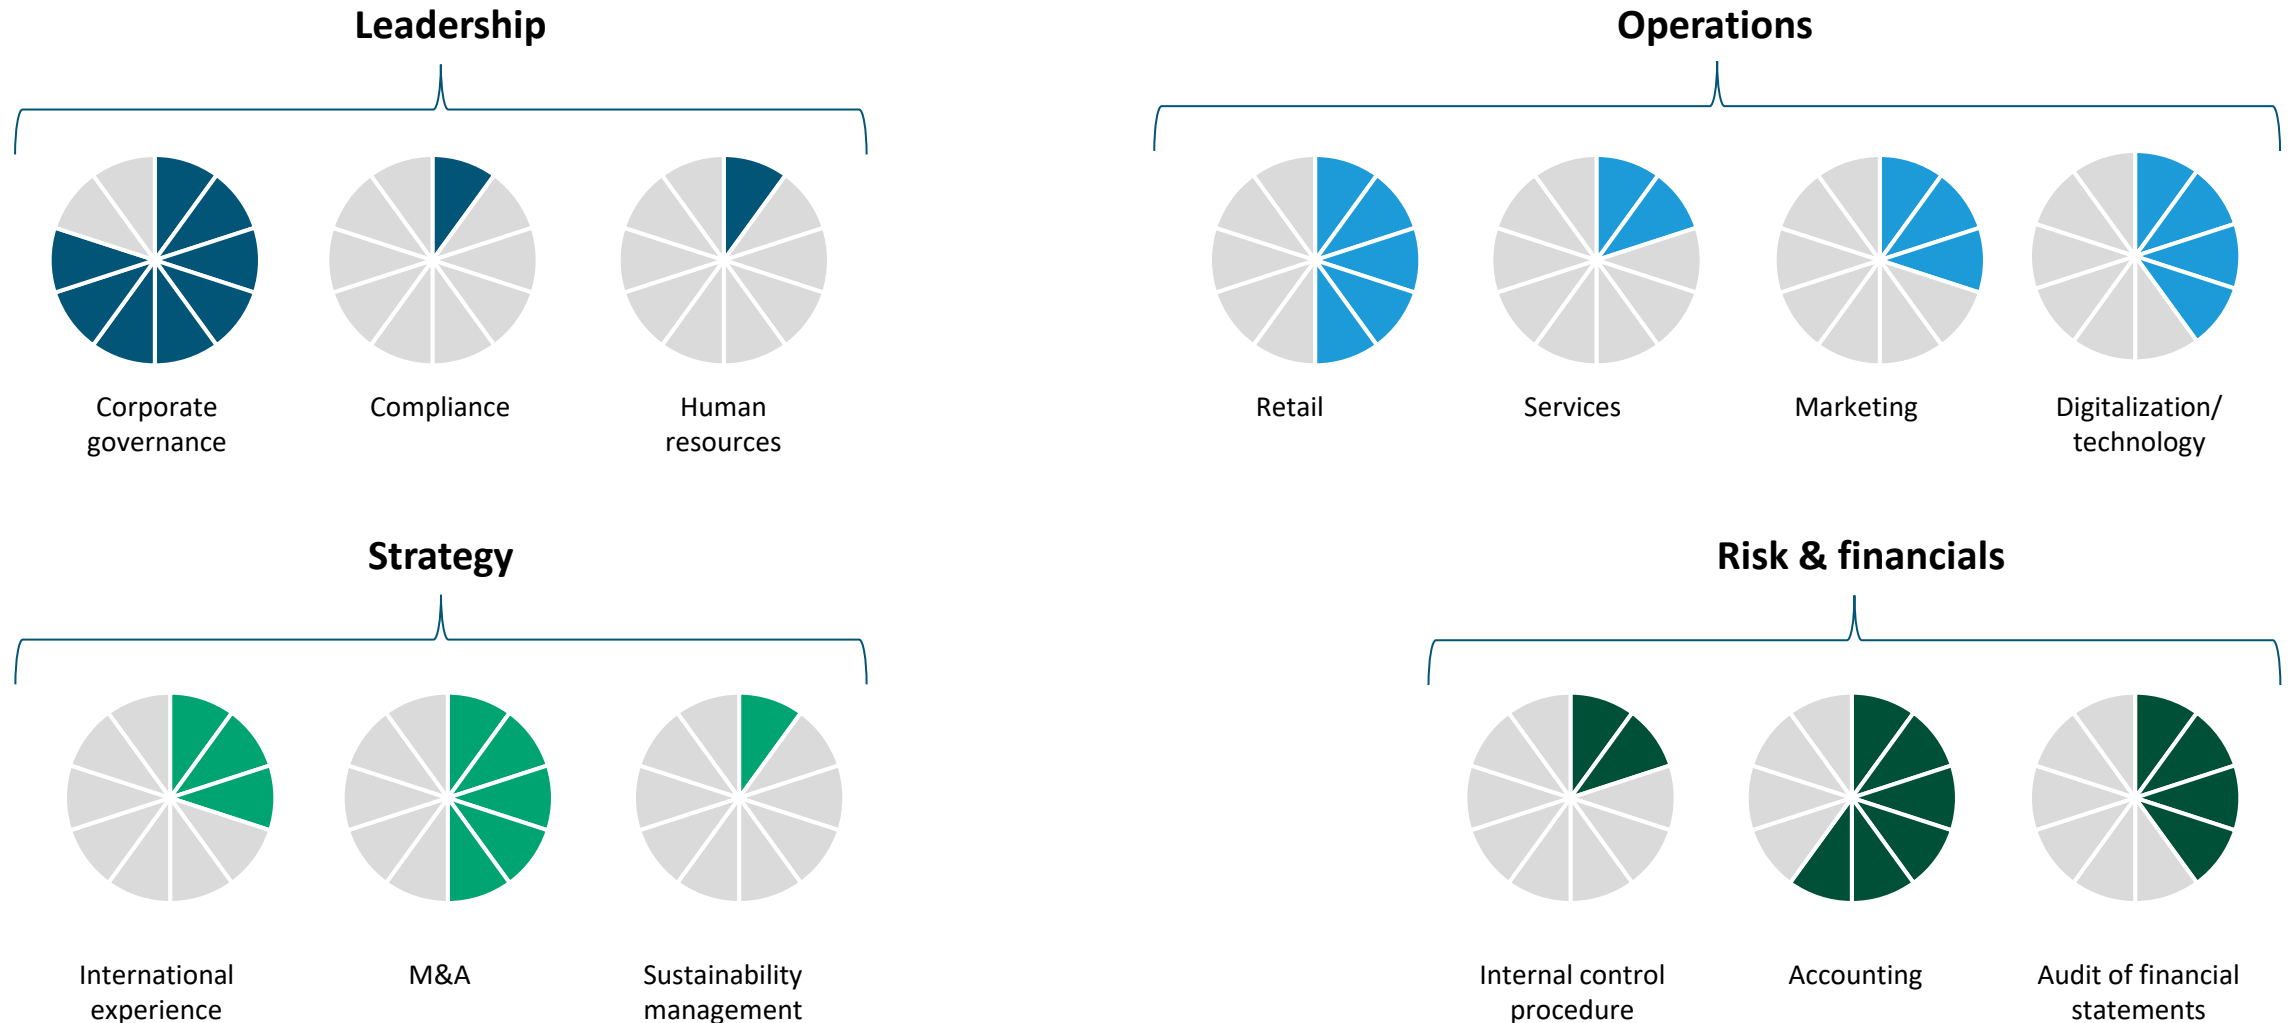 Leadership
Corporate
governance
Compliance
Human
resources
Operations
Retail
Services
Marketing
Digitalization/
technology
Strategy
International
experience
M&A
Sustainability
management
Risk & financials
Internal control
procedure
Accounting
Audit of financial
statements